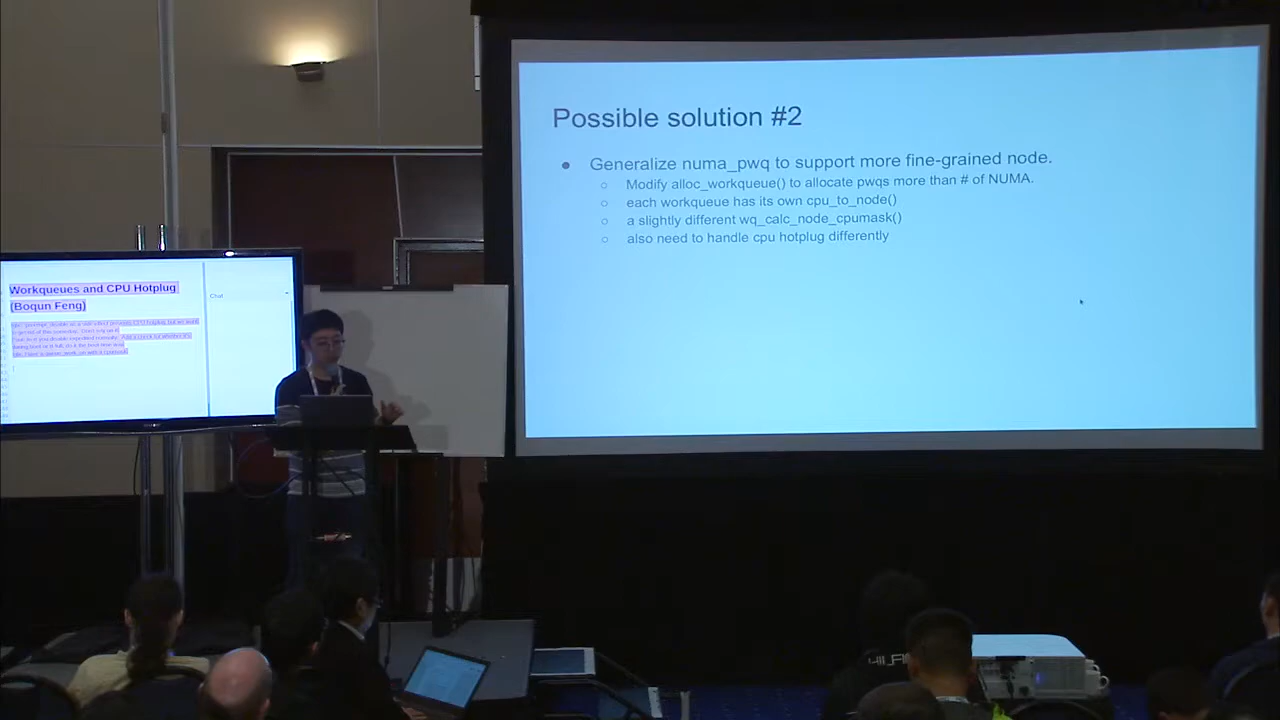 Possible solution #2
● Generalize numa_pwq to support more fine-grained node.
○ Modify alloc_workqueue() to allocate pwqs more than # of NUMA.
○ each workqueue has its own cpu_to_node()
○ a slightly different wq_calc_node_cpumask()
○ also need to handle cpu hotplug differently
Workqueues and CPU Hotplug
(Boqun Feng)
Chat